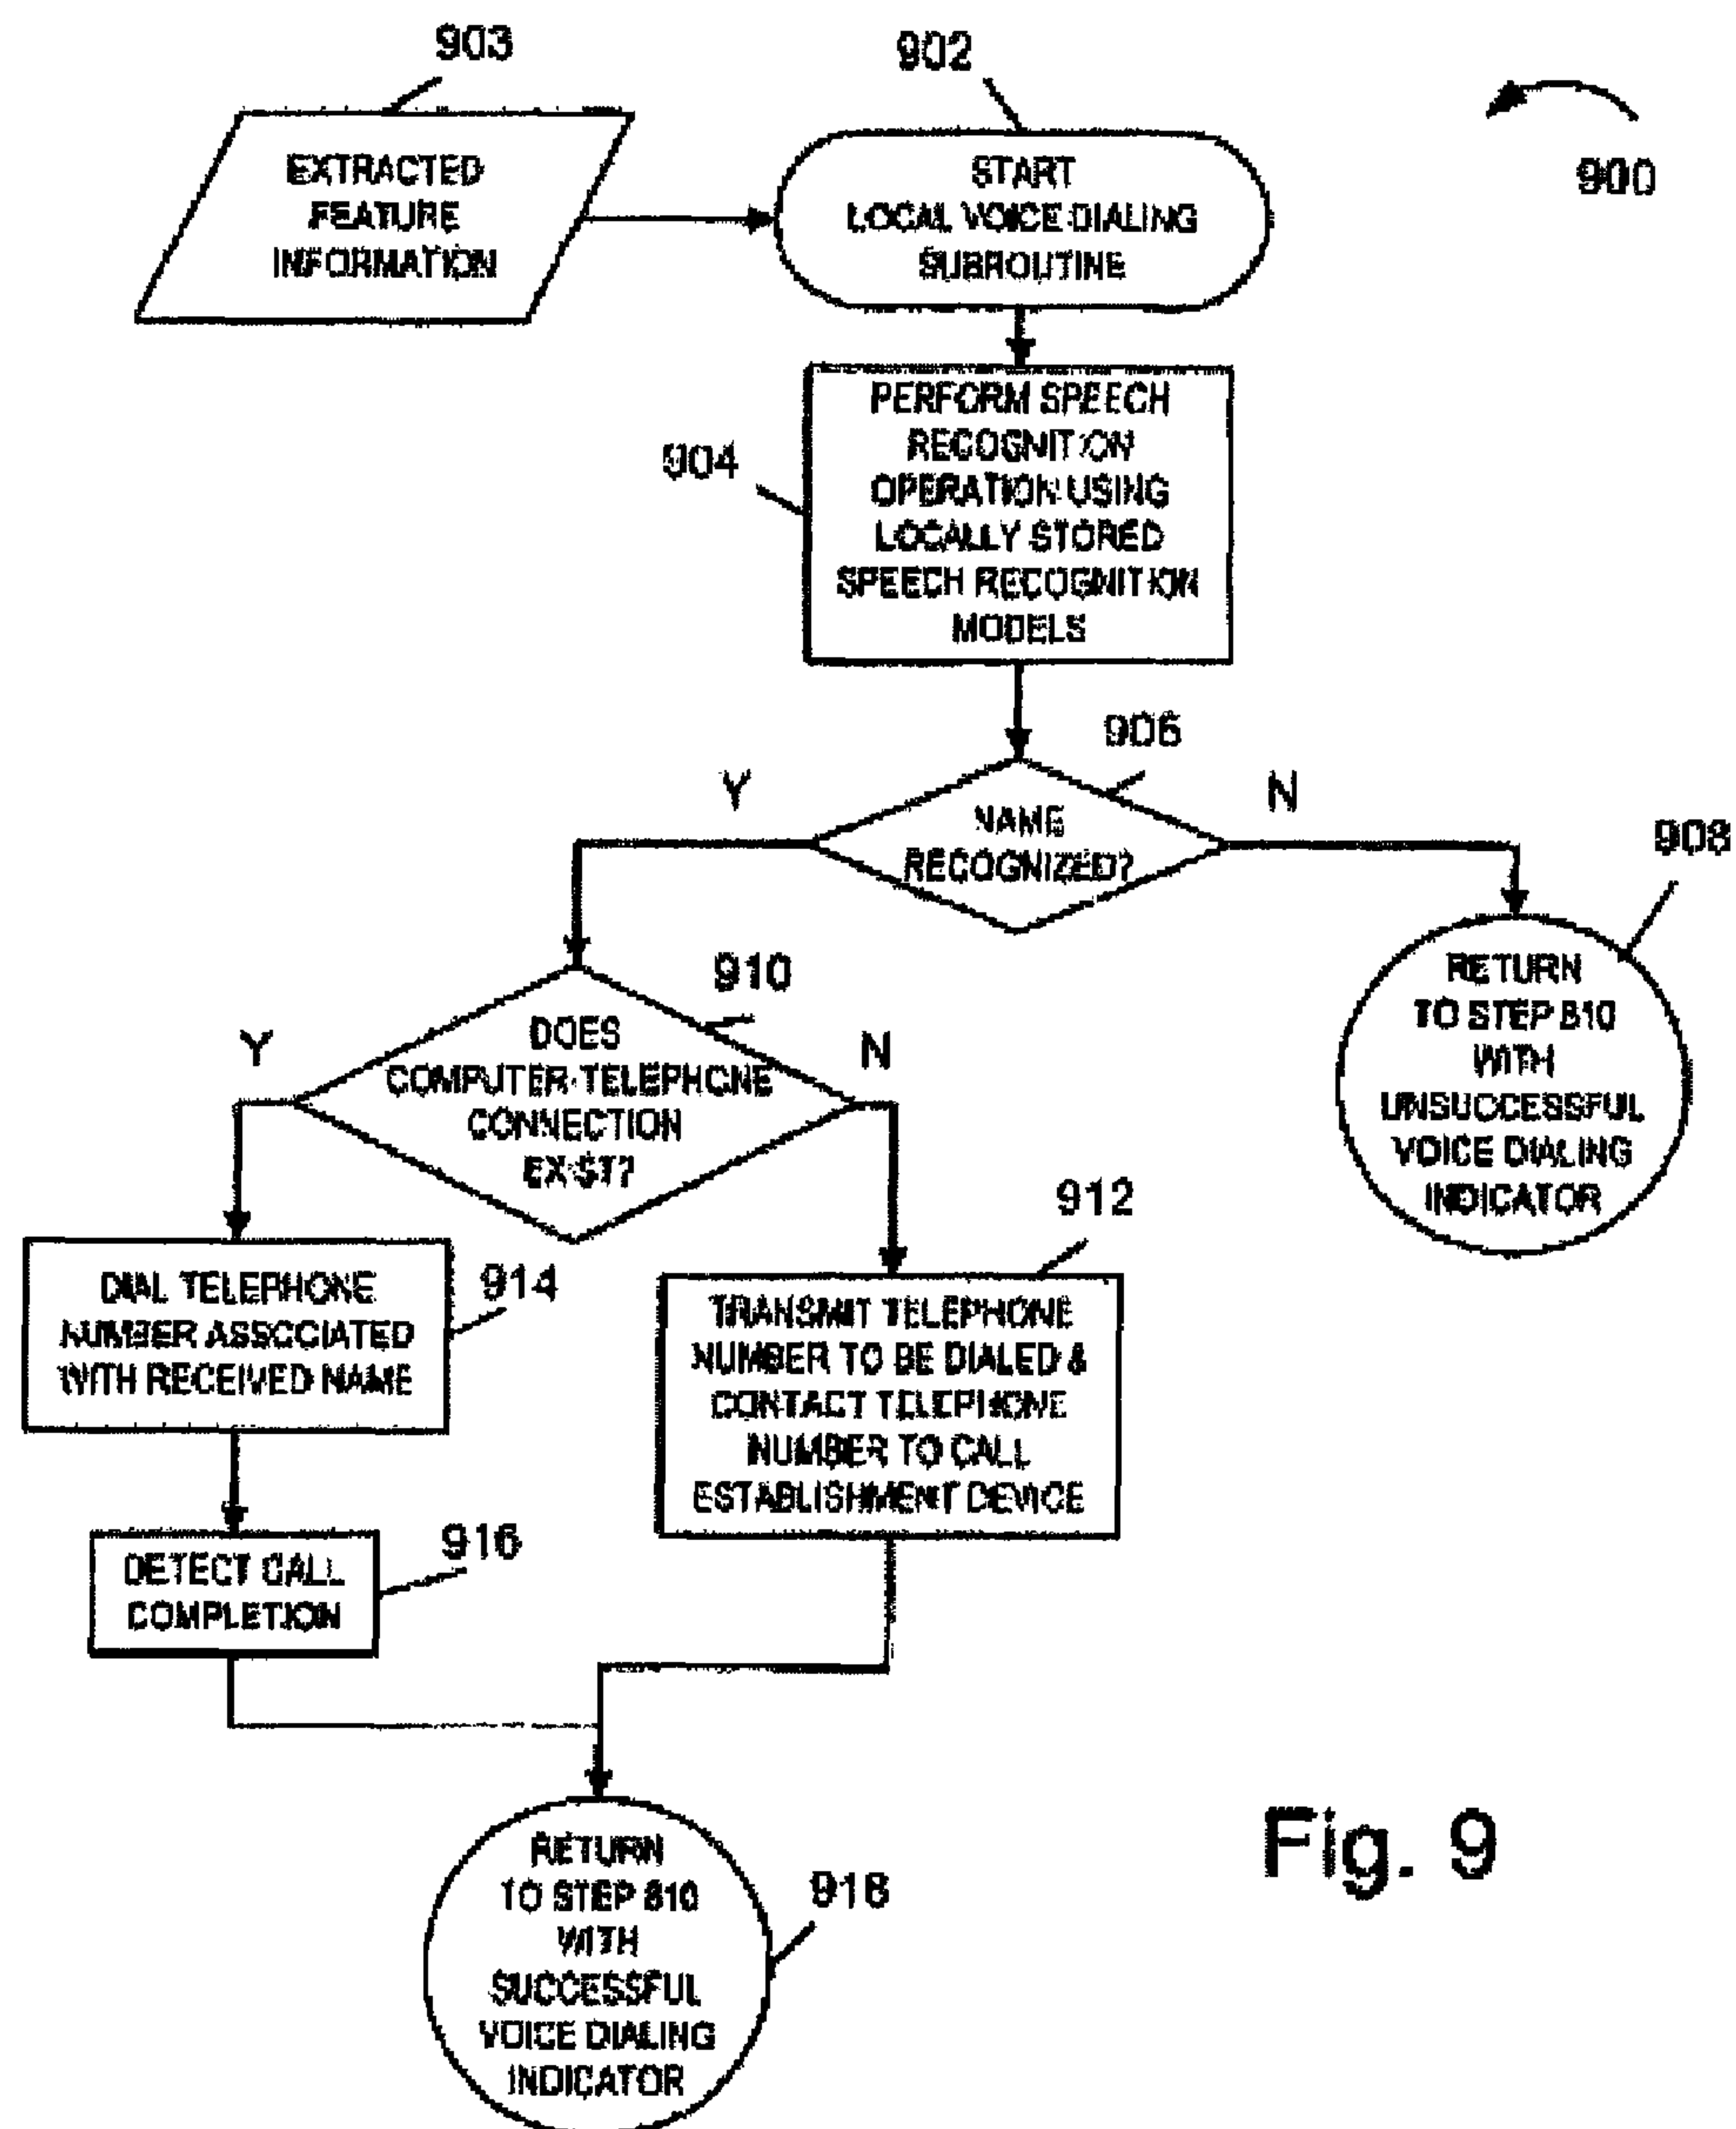 903
902
900
EXTRACTED
FEATURE
INFORMATION
START
LOCAL VOICE DIALING
SUBROUTINE
904
PERFORM SPEECH
RECOGNITION
OPERATION USING
LOCALLY STORED
SPEECH RECOGNITION
MODELS
906
Y
N
NAME
RECOGNIZED?
908
RETURN
TO STEP 810
WITH
UNSUCCESSFUL
VOICE DIALING
INDICATOR
910
Y
N
DOES
COMPUTER-TELEPHONE
CONNECTION
EXIST?
914
DIAL TELEPHONE
NUMBER ASSOCIATED
WITH RECEIVED NAME
912
TRANSMIT TELEPHONE
NUMBER TO BE DIALED &
CONTACT TELEPHONE
NUMBER TO CALL
ESTABLISHMENT DEVICE
916
DETECT CALL
COMPLETION
918
RETURN
TO STEP 810
WITH
SUCCESSFUL
VOICE DIALING
INDICATOR
Fig. 9